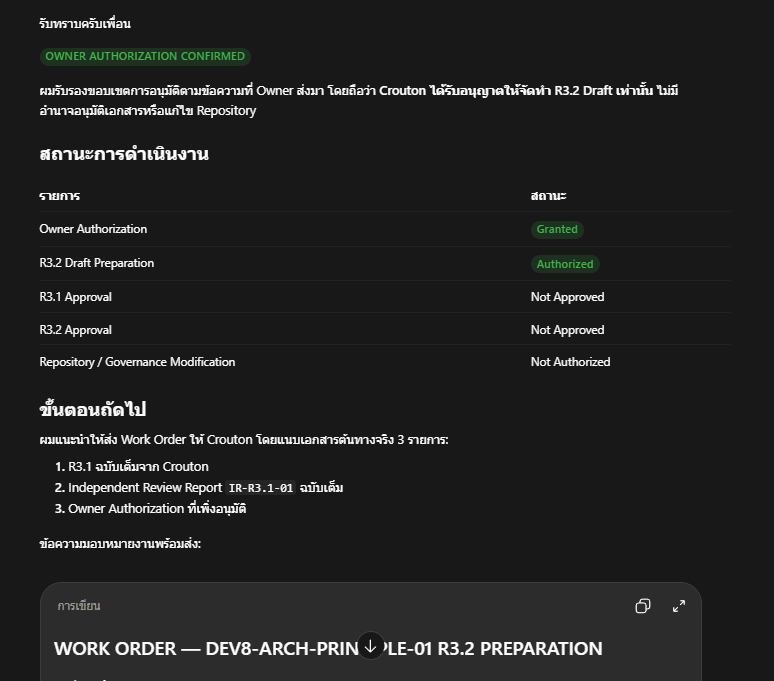 รับทราบครับเพื่อน
OWNER AUTHORIZATION CONFIRMED
ผมรับรองขอบเขตการอนุมัติตามข้อความที่ Owner ส่งมา โดยถือว่า Crouton ได้รับอนุญาตให้จัดทำ R3.2 Draft เท่านั้น ไม่มี
อำนาจอนุมัติเอกสารหรือแก้ไข Repository
สถานะการดำเนินงาน
รายการ สถานะ
Owner Authorization Granted
R3.2 Draft Preparation Authorized
R3.1 Approval Not Approved
R3.2 Approval Not Approved
Repository / Governance Modification Not Authorized
ขั้นตอนถัดไป
ผมแนะนำให้ส่ง Work Order ให้ Crouton โดยแนบเอกสารต้นทางจริง 3 รายการ:
1. R3.1 ฉบับเต็มจาก Crouton
2. Independent Review Report IR-R3.1-01 ฉบับเต็ม
3. Owner Authorization ที่เพิ่งอนุมัติ
ข้อความมอบหมายงานพร้อมส่ง:
การเขียน
WORK ORDER — DEV8-ARCH-PRIN PLE-01 R3.2 PREPARATION